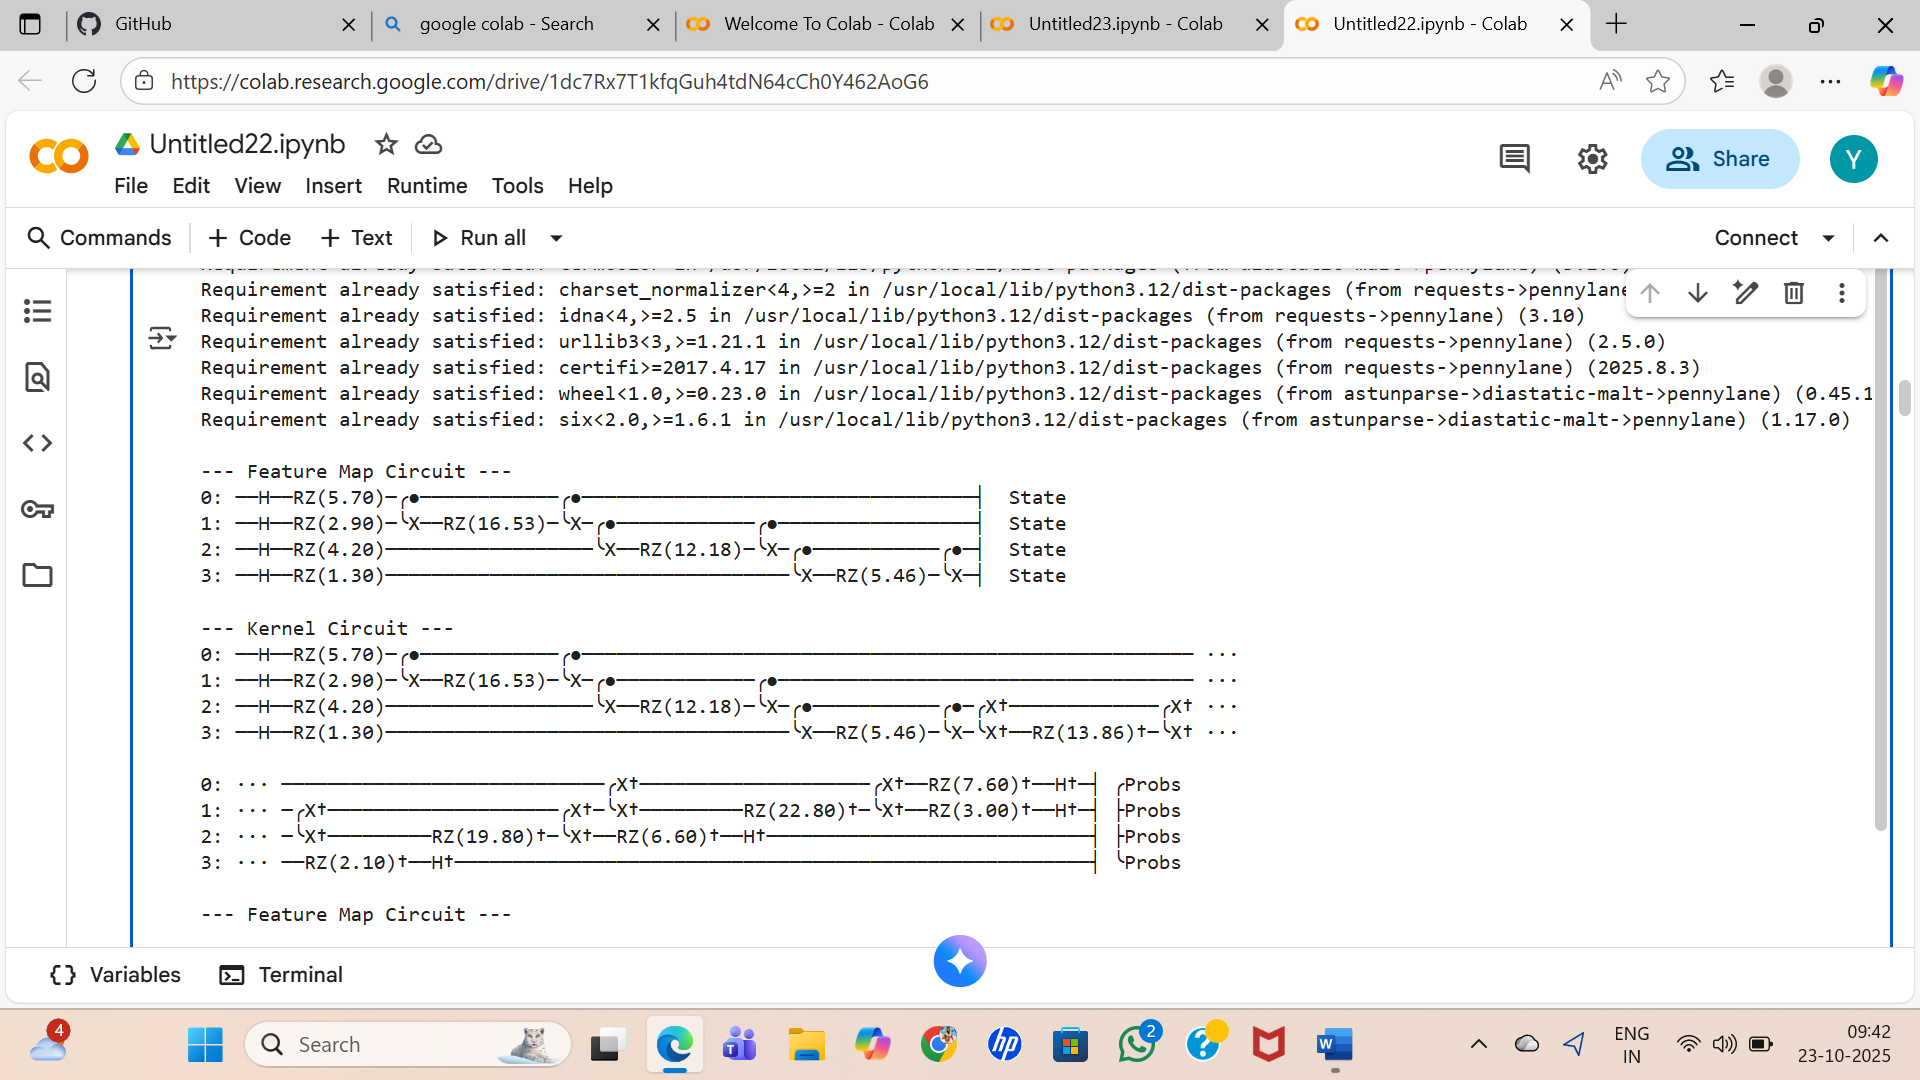 GitHub
google colab - Search
Welcome To Colab - Colab
Untitled23.ipynb - Colab
Untitled22.ipynb - Colab
https://colab.research.google.com/drive/1dc7Rx7T1kfqGuh4tdN64cCh0Y462AoG6
Untitled22.ipynb
File Edit View Insert Runtime Tools Help
Share
Y
Commands + Code + Text Run all
Connect
Requirement already satisfied: charset_normalizer<4,>=2 in /usr/local/lib/python3.12/dist-packages (from requests->pennylane
Requirement already satisfied: idna<4,>=2.5 in /usr/local/lib/python3.12/dist-packages (from requests->pennylane) (3.10)
Requirement already satisfied: urllib3<3,>=1.21.1 in /usr/local/lib/python3.12/dist-packages (from requests->pennylane) (2.5.0)
Requirement already satisfied: certifi>=2017.4.17 in /usr/local/lib/python3.12/dist-packages (from requests->pennylane) (2025.8.3)
Requirement already satisfied: wheel<1.0,>=0.23.0 in /usr/local/lib/python3.12/dist-packages (from astunparse->diastatic-malt->pennylane) (0.45.1
Requirement already satisfied: six<2.0,>=1.6.1 in /usr/local/lib/python3.12/dist-packages (from astunparse->diastatic-malt->pennylane) (1.17.0)
--- Feature Map Circuit ---
0: ──H──RZ(5.70)─╭●────────────╭●──────────────────────────────────┤  State
1: ──H──RZ(2.90)─╰X──RZ(16.53)─╰X─╭●────────────╭●─────────────────┤  State
2: ──H──RZ(4.20)──────────────────╰X──RZ(12.18)─╰X─╭●───────────╭●─┤  State
3: ──H──RZ(1.30)───────────────────────────────────╰X──RZ(5.46)─╰X─┤  State
--- Kernel Circuit ---
0: ──H──RZ(5.70)─╭●────────────╭●───────────────────────────────────────────────────── ···
1: ──H──RZ(2.90)─╰X──RZ(16.53)─╰X─╭●────────────╭●──────────────────────────────────── ···
2: ──H──RZ(4.20)──────────────────╰X──RZ(12.18)─╰X─╭●───────────╭●─╭X†─────────────╭X† ···
3: ──H──RZ(1.30)───────────────────────────────────╰X──RZ(5.46)─╰X─╰X†──RZ(13.86)†─╰X† ···
0: ··· ────────────────────────────╭X†────────────────────╭X†──RZ(7.60)†──H†─┤ ╭Probs
1: ··· ─╭X†────────────────────╭X†─╰X†─────────RZ(22.80)†─╰X†──RZ(3.00)†──H†─┤ ├Probs
2: ··· ─╰X†─────────RZ(19.80)†─╰X†──RZ(6.60)†──H†────────────────────────────┤ ├Probs
3: ··· ──RZ(2.10)†──H†───────────────────────────────────────────────────────┤ ╰Probs
--- Feature Map Circuit ---
Variables Terminal
4
Search
2
ENG
IN
09:42
23-10-2025